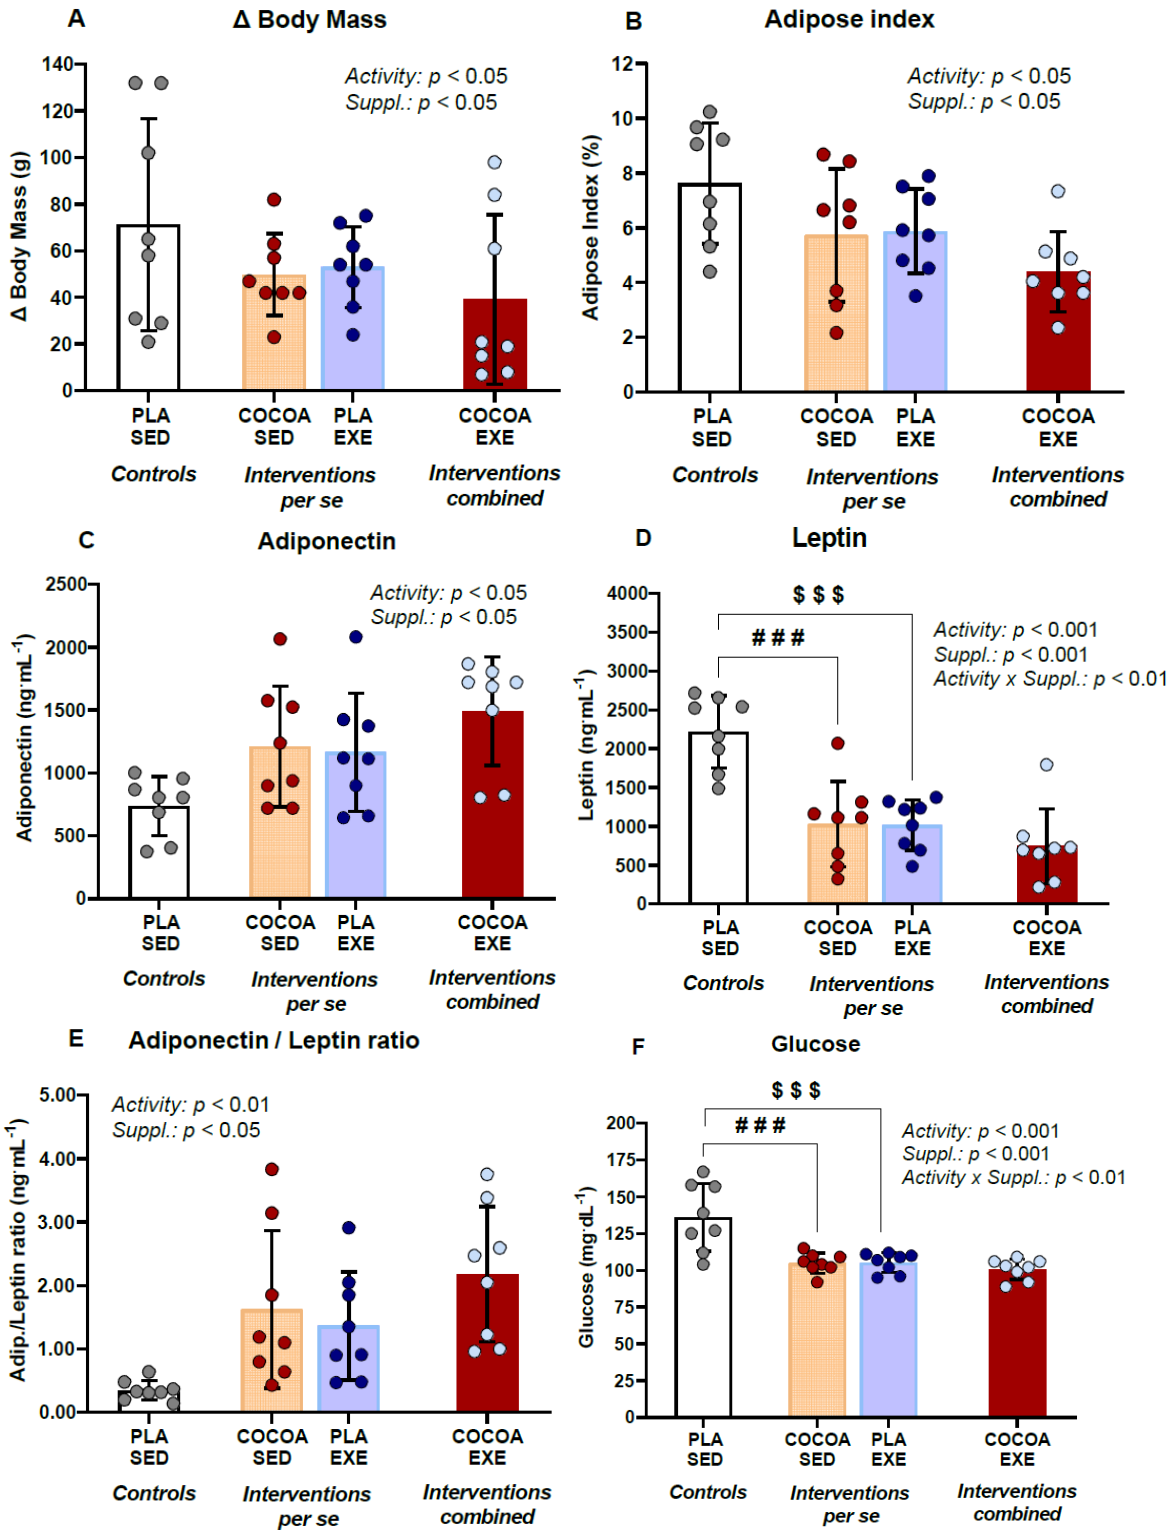 A
Δ Body Mass
140
120
100
80
60
40
20
0
Δ Body Mass (g)
Activity: p < 0.05
Suppl.: p < 0.05
PLA SED
COCOA SED
PLA EXE
COCOA EXE
Controls
Interventions per se
Interventions combined
B
Adipose index
12
10
8
6
4
2
0
Adipose Index (%)
Activity: p < 0.05
Suppl.: p < 0.05
PLA SED
COCOA SED
PLA EXE
COCOA EXE
Controls
Interventions per se
Interventions combined
C
Adiponectin
2500
2000
1500
1000
500
0
Adiponectin (ng·mL⁻¹)
Activity: p < 0.05
Suppl.: p < 0.05
PLA SED
COCOA SED
PLA EXE
COCOA EXE
Controls
Interventions per se
Interventions combined
D
Leptin
4000
3500
3000
2500
2000
1500
1000
500
0
Leptin (ng·mL⁻¹)
$ $ $
# # #
Activity: p < 0.001
Suppl.: p < 0.001
Activity x Suppl.: p < 0.01
PLA SED
COCOA SED
PLA EXE
COCOA EXE
Controls
Interventions per se
Interventions combined
E
Adiponectin / Leptin ratio
5.00
4.00
3.00
2.00
1.00
0.00
Adip./Leptin ratio (ng·mL⁻¹)
Activity: p < 0.01
Suppl.: p < 0.05
PLA SED
COCOA SED
PLA EXE
COCOA EXE
Controls
Interventions per se
Interventions combined
F
Glucose
200
175
150
125
100
75
50
25
0
Glucose (mg·dL⁻¹)
$ $ $
# # #
Activity: p < 0.001
Suppl.: p < 0.001
Activity x Suppl.: p < 0.01
PLA SED
COCOA SED
PLA EXE
COCOA EXE
Controls
Interventions per se
Interventions combined